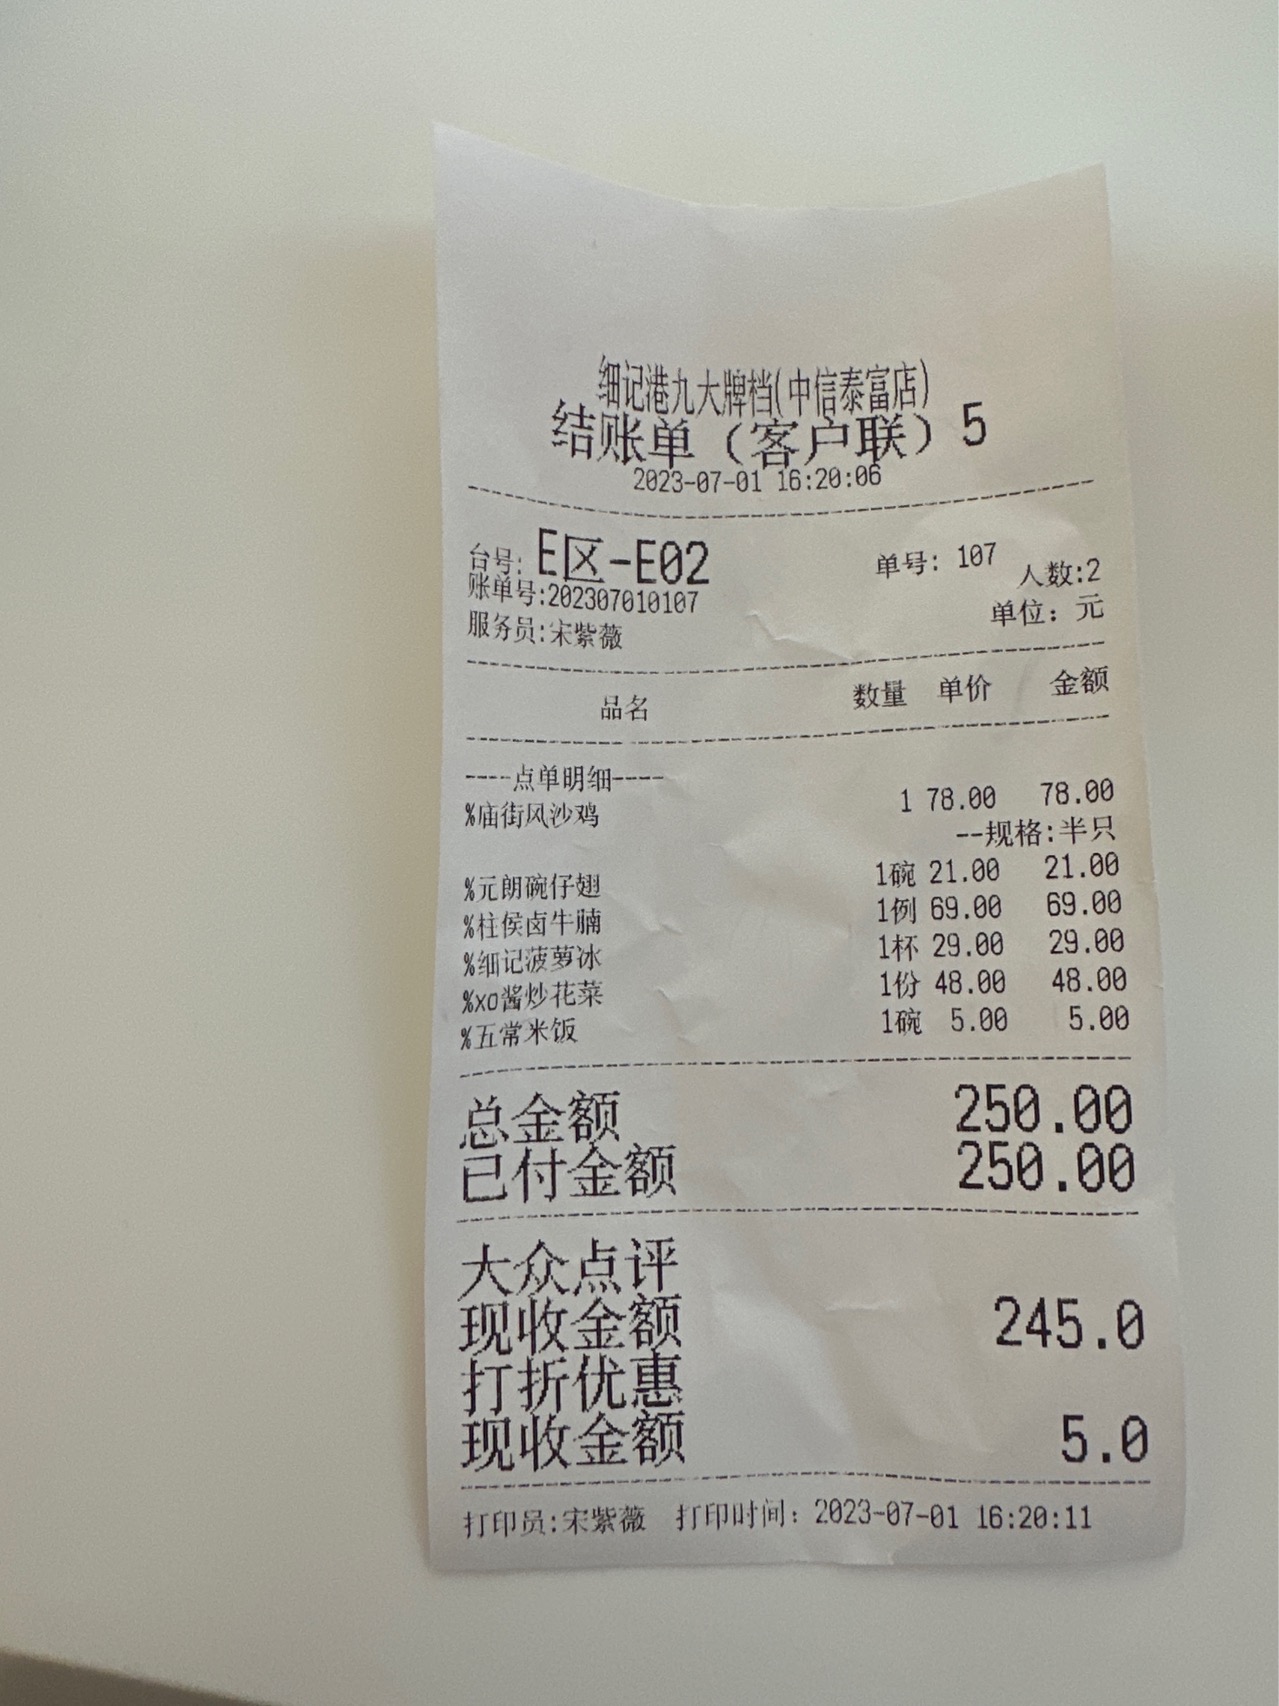 细记港九大牌档(中信泰富店)
结账单（客户联）5
2023-07-01 16:20:06
台号: E区-E02 单号: 107 人数:2
账单号:202307010107 单位: 元
服务员:宋紫薇
品名 数量 单价 金额
----点单明细----
%庙街风沙鸡 1 78.00 78.00
--规格:半只
%元朗碗仔翅 1碗 21.00 21.00
%柱侯卤牛腩 1例 69.00 69.00
%细记菠萝冰 1杯 29.00 29.00
%xo酱炒花菜 1份 48.00 48.00
%五常米饭 1碗 5.00 5.00
总金额 250.00
已付金额 250.00
大众点评
现收金额 245.0
打折优惠
现收金额 5.0
打印员:宋紫薇 打印时间: 2023-07-01 16:20:11